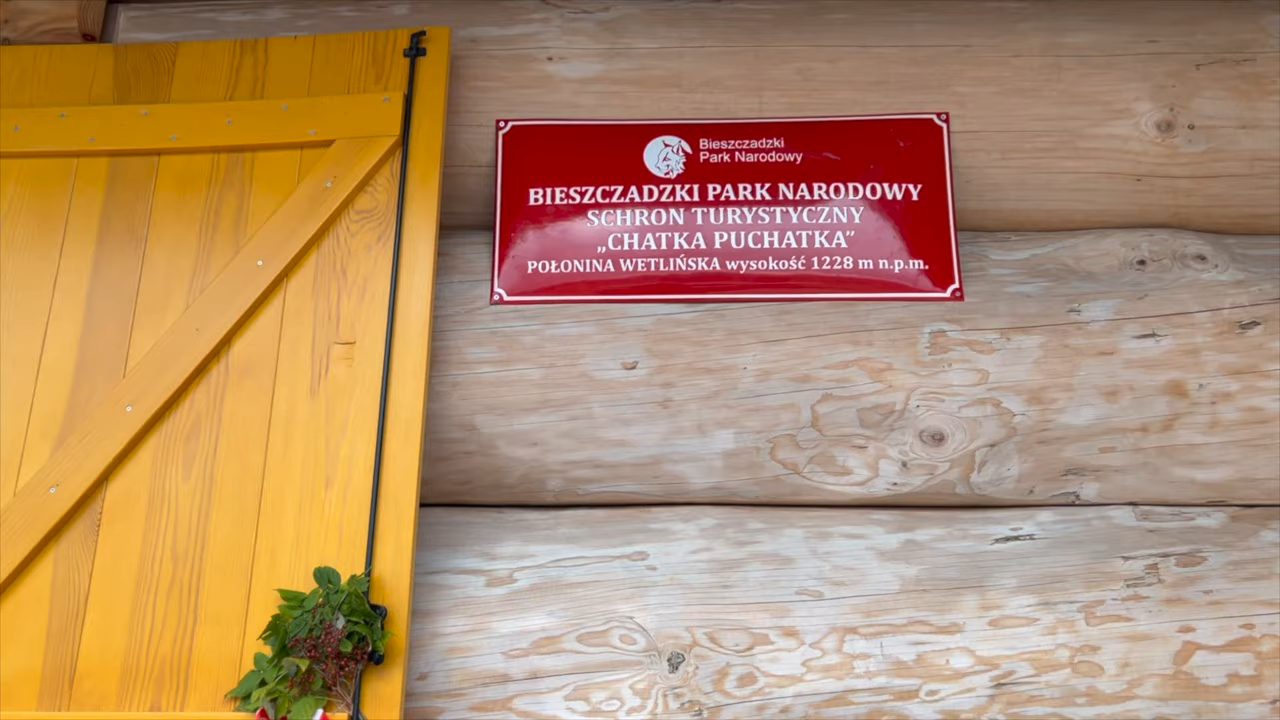 Bieszczadzki
Park Narodowy
BIESZCZADZKI PARK NARODOWY
SCHRON TURYSTYCZNY
„CHATKA PUCHATKA”
POŁONINA WETLIŃSKA wysokość 1228 m n.p.m.